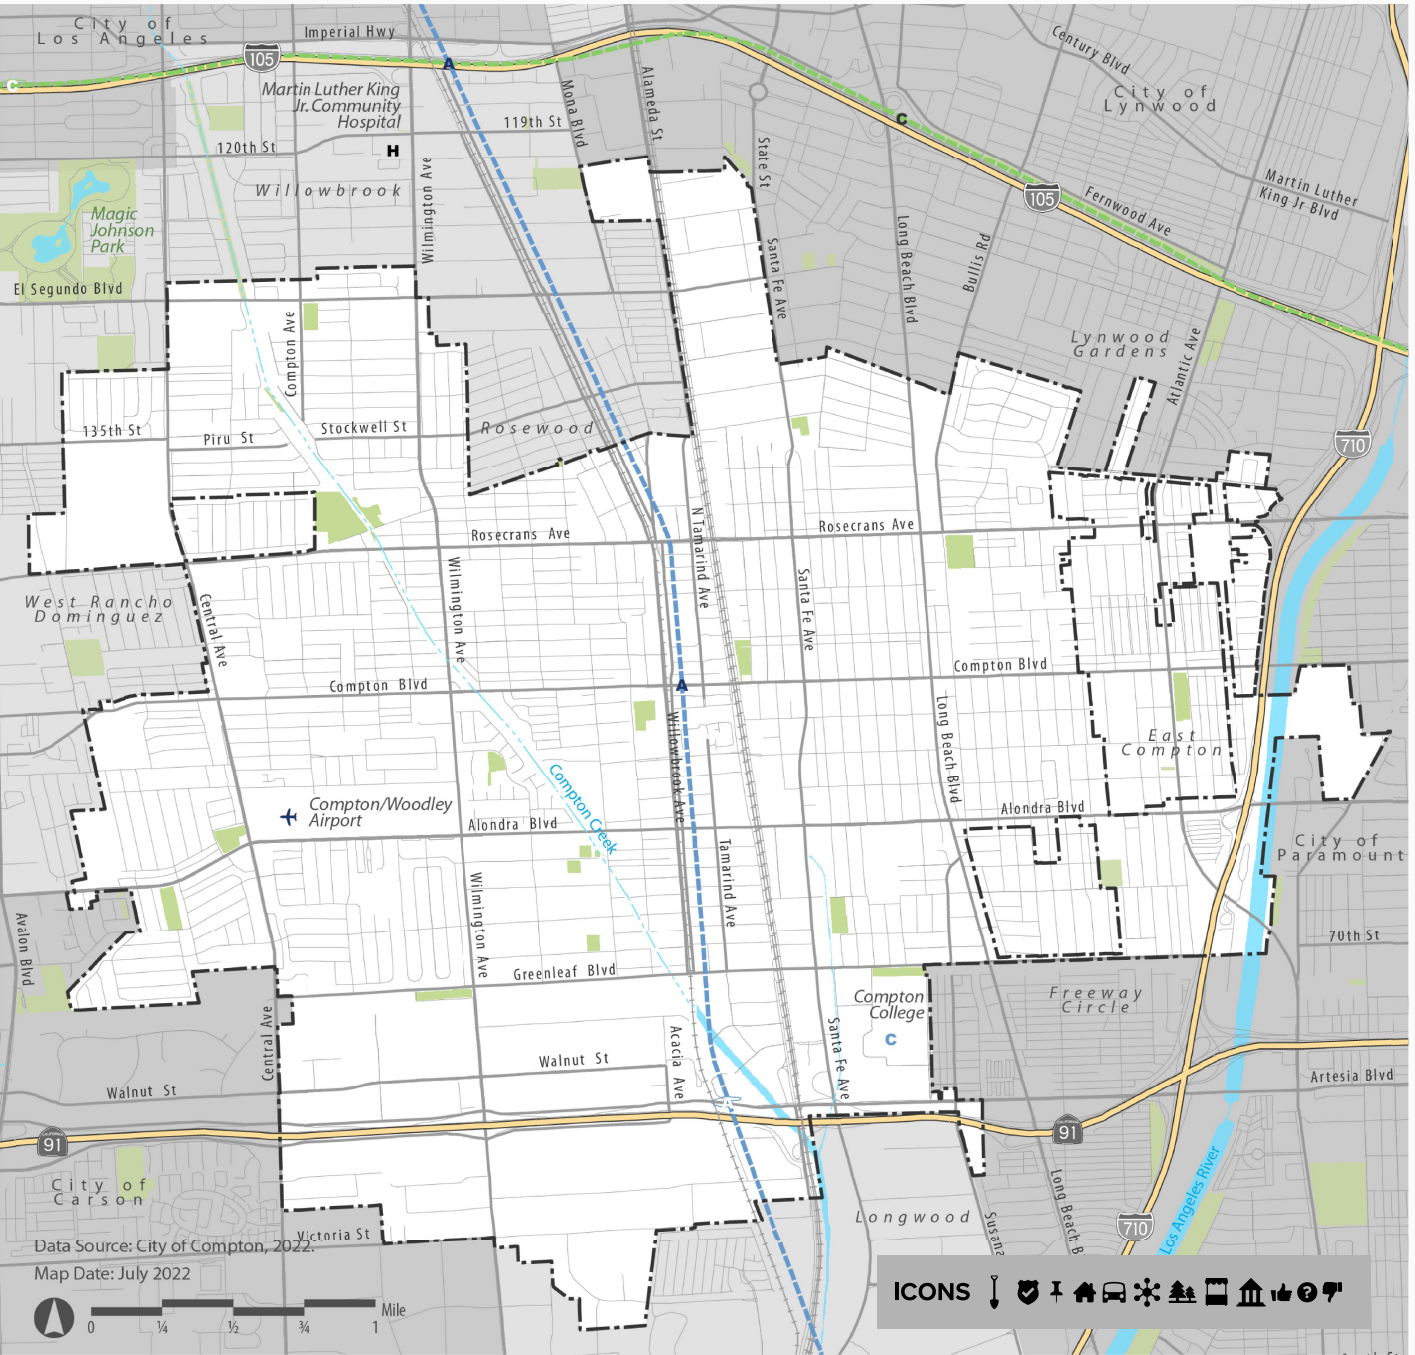 City of
Los Angeles
Imperial Hwy
105
C
A
Martin Luther King
Jr. Community
Hospital
H
Mona Blvd
Alameda St
119th St
120th St
Willowbrook
Wilmington Ave
State St
Century Blvd
City of
Lynwood
C
105
Fernwood Ave
Martin Luther
King Jr Blvd
Magic
Johnson
Park
El Segundo Blvd
Santa Fe Ave
Long Beach Blvd
Bullis Rd
Lynwood
Gardens
Atlantic Ave
Compton Ave
135th St
Piru St
Stockwell St
Rosewood
710
Rosecrans Ave
N Tamarind Ave
Rosecrans Ave
West Rancho
Dominguez
Central Ave
Wilmington Ave
Santa Fe Ave
Compton Blvd
A
Compton Blvd
Willowbrook Ave
Long Beach Blvd
East
Compton
Compton/Woodley
Airport
Compton Creek
Alondra Blvd
Alondra Blvd
City of
Paramount
Tamarind Ave
Wilmington Ave
Avalon Blvd
70th St
Greenleaf Blvd
Compton
College
C
Freeway
Circle
Central Ave
Acacia Ave
Santa Fe Ave
Walnut St
Walnut St
Artesia Blvd
91
CALIFORNIA
91
City of
Carson
Los Angeles River
Long Beach B
Susana
Longwood
710
Victoria St
Data Source: City of Compton, 2022.
Map Date: July 2022
Mile
0 ¼ ½ ¾ 1
ICONS